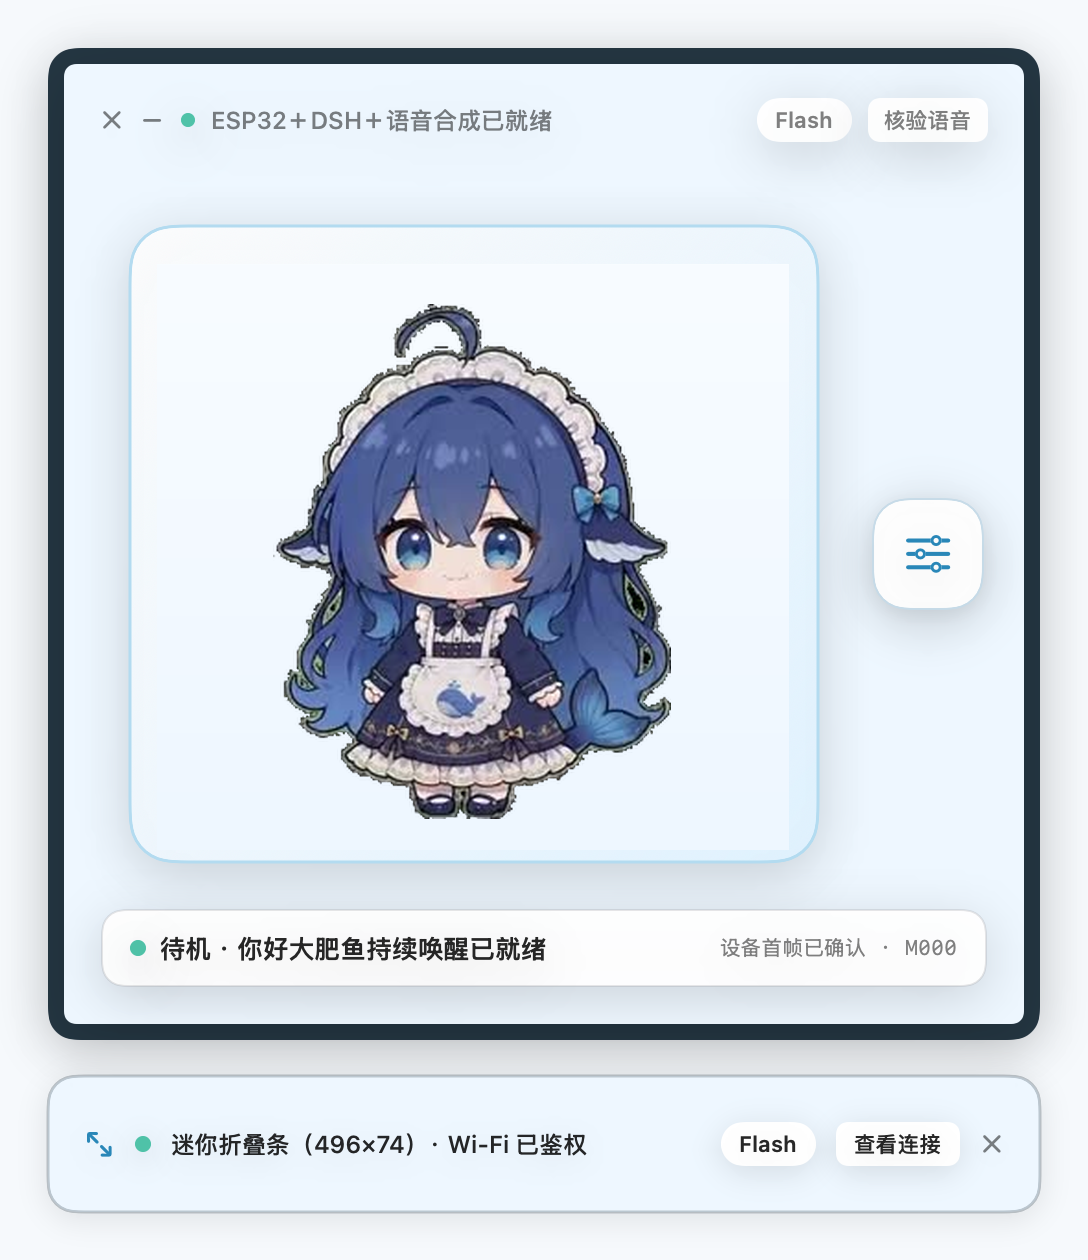 ESP32＋DSH＋语音合成已就绪
Flash
核验语音
待机 · 你好大肥鱼持续唤醒已就绪
设备首帧已确认 · M000
迷你折叠条（496×74）· Wi-Fi 已鉴权
Flash
查看连接